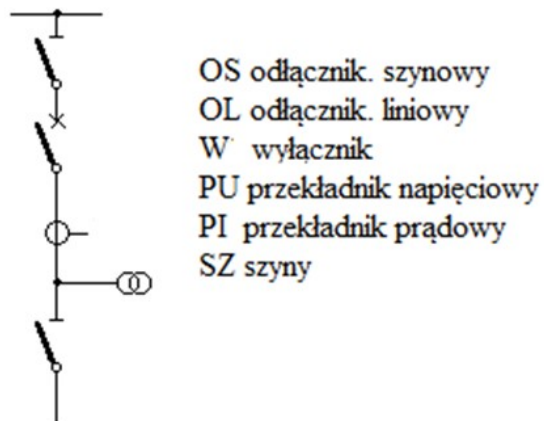 OS odłącznik. szynowy
OL odłącznik. liniowy
W wyłącznik
PU przekładnik napięciowy
PI przekładnik prądowy
SZ szyny